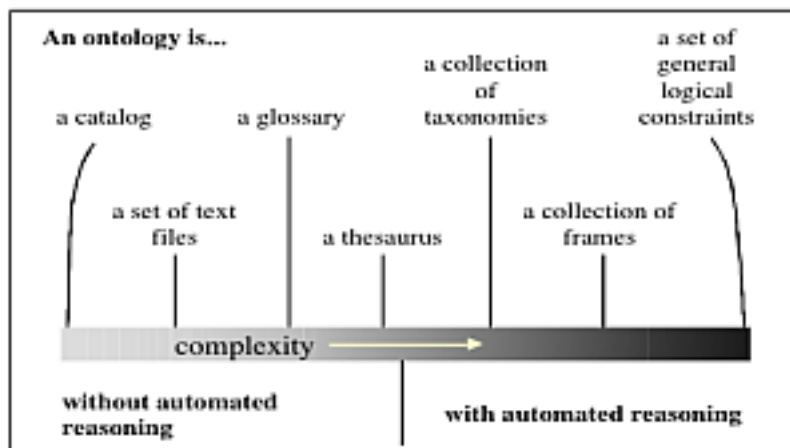 An ontology is...
a catalog
a set of text
files
a glossary
a thesaurus
a collection
of
taxonomies
a collection of
frames
a set of
general
logical
constraints
complexity
without automated
reasoning
with automated reasoning